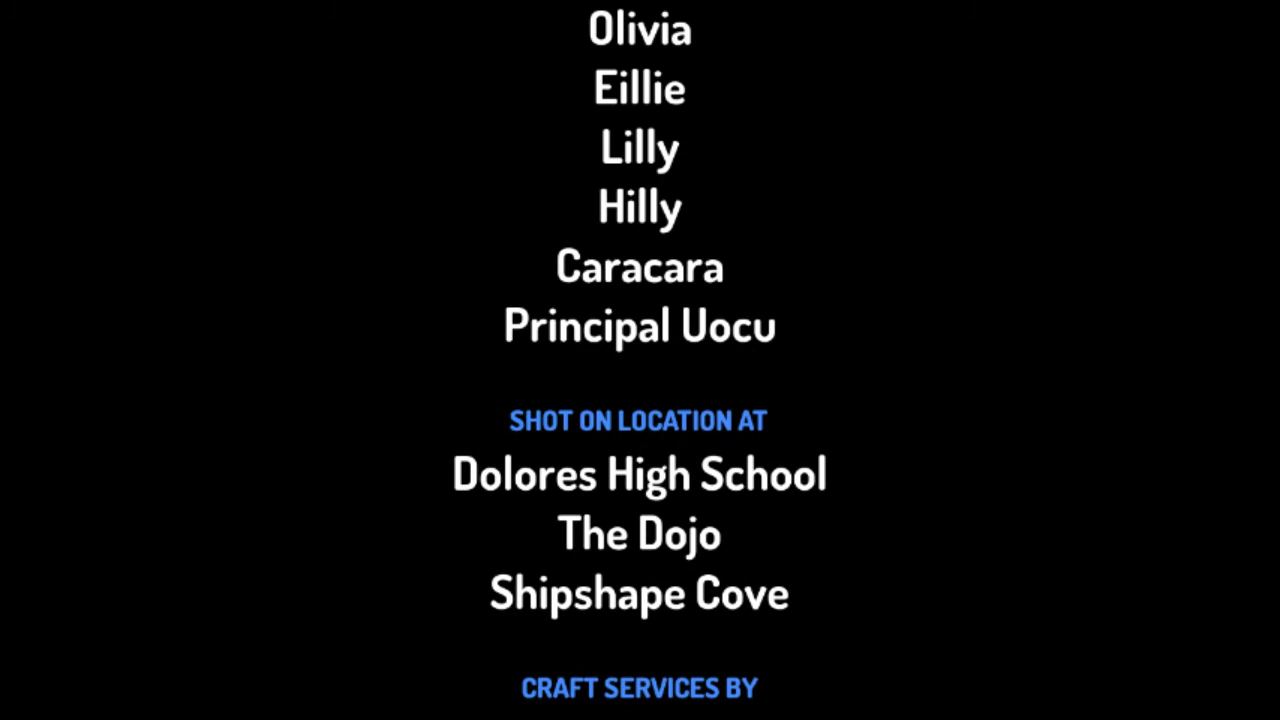 Olivia
Eillie
Lilly
Hilly
Caracara
Principal Uocu
SHOT ON LOCATION AT
Dolores High School
The Dojo
Shipshape Cove
CRAFT SERVICES BY